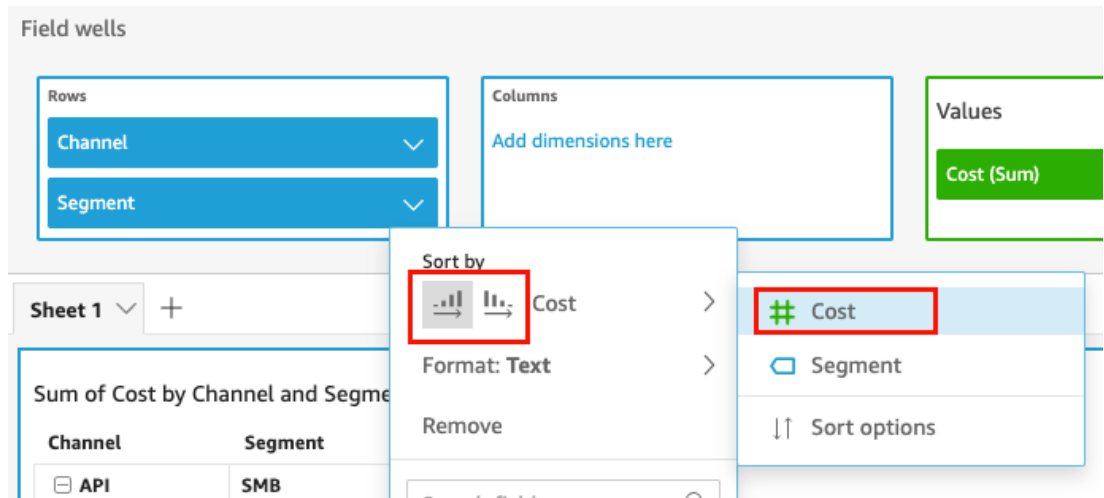 Field wells
Rows
Columns
Values
Channel
Add dimensions here
Cost (Sum)
Segment
Sort by
Cost
Cost
Sheet 1
Format: Text
Segment
Sum of Cost by Channel and Segme
Remove
Sort options
Channel
Segment
API
SMB